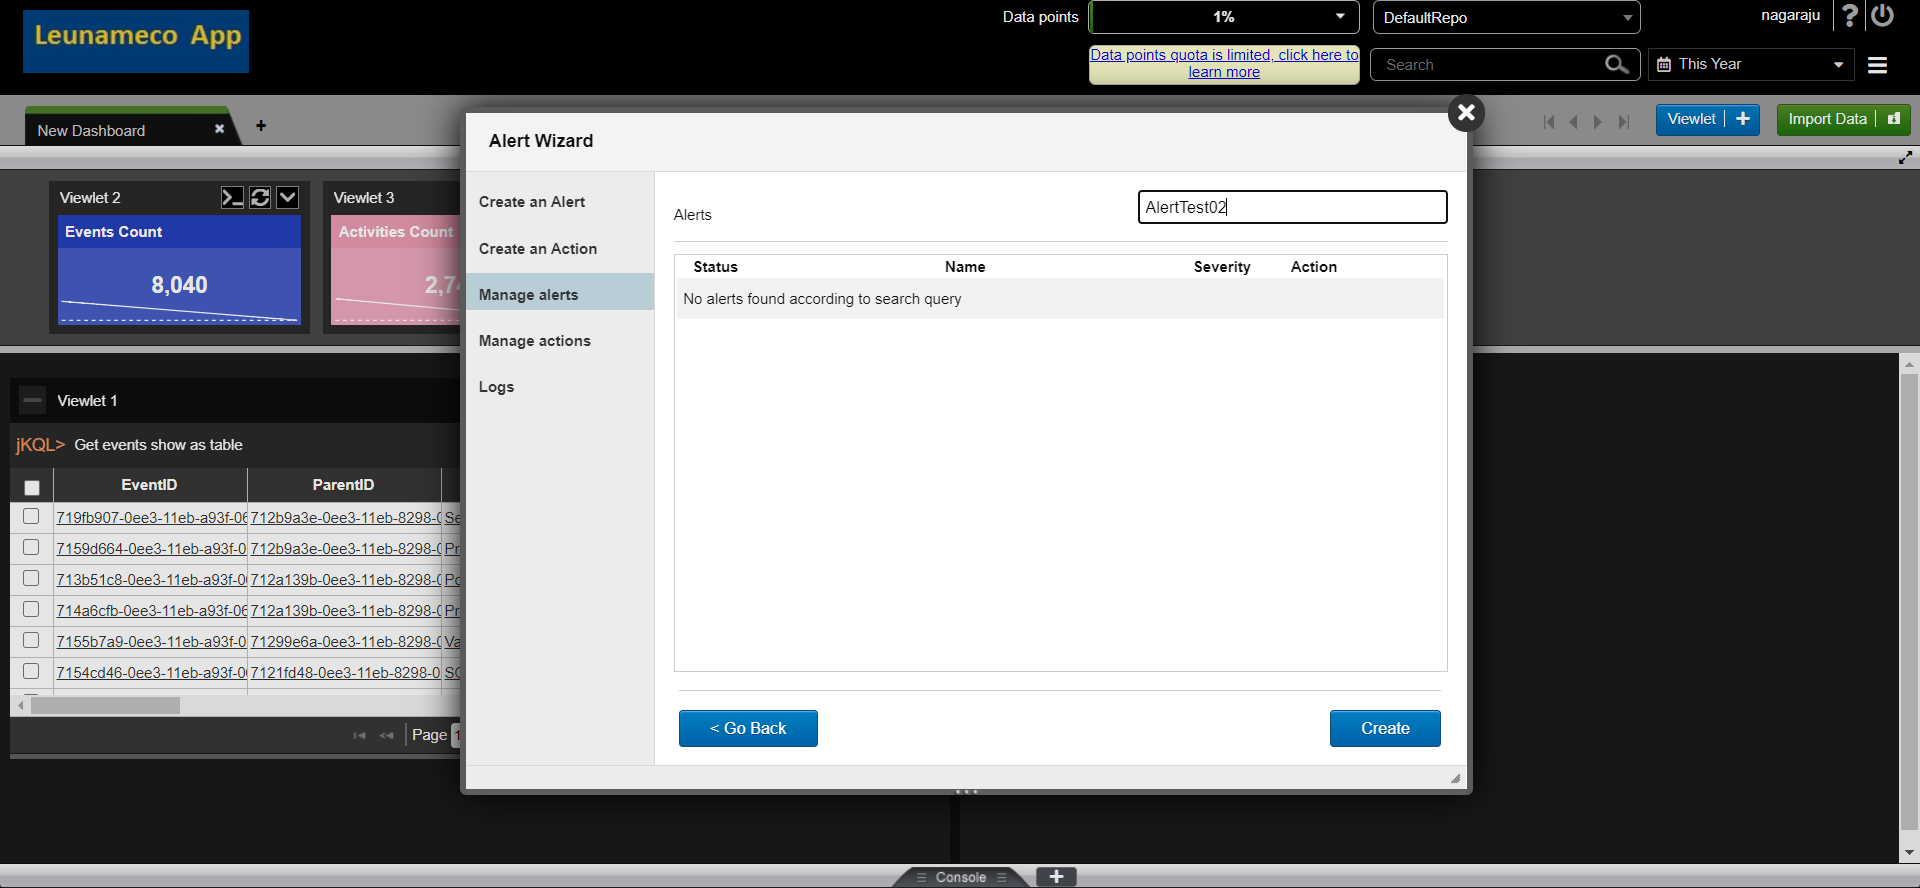 Leunameco App
Data points
1%
DefaultRepo
nagaraju
Data points quota is limited, click here to
learn more
Search
This Year
New Dashboard
Viewlet
Import Data
Alert Wizard
Viewlet 2
Events Count
8,040
Viewlet 3
Activities Count
Create an Alert
Create an Action
Manage alerts
Manage actions
Logs
Alerts
AlertTest02
Status Name Severity Action
No alerts found according to search query
< Go Back
Create
Viewlet 1
jKQL> Get events show as table
EventID ParentID
719fb907-0ee3-11eb-a93f-06 712b9a3e-0ee3-11eb-8298-0 Se
7159d664-0ee3-11eb-a93f-0 712b9a3e-0ee3-11eb-8298-0 Pr
713b51c8-0ee3-11eb-a93f-0 712a139b-0ee3-11eb-8298-0 Po
714a6cfb-0ee3-11eb-a93f-06 712a139b-0ee3-11eb-8298-0 Pr
7155b7a9-0ee3-11eb-a93f-0 71299e6a-0ee3-11eb-8298-0 Va
7154cd46-0ee3-11eb-a93f-0 7121fd48-0ee3-11eb-8298-0 SO
Page 1
Console